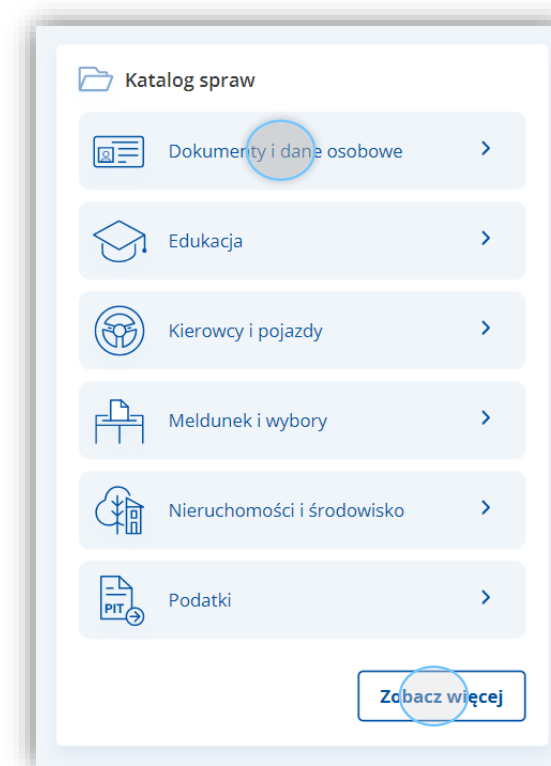 Katalog spraw
Dokumenty i dane osobowe
Edukacja
Kierowcy i pojazdy
Meldunek i wybory
Nieruchomości i środowisko
PIT
Podatki
Zobacz więcej